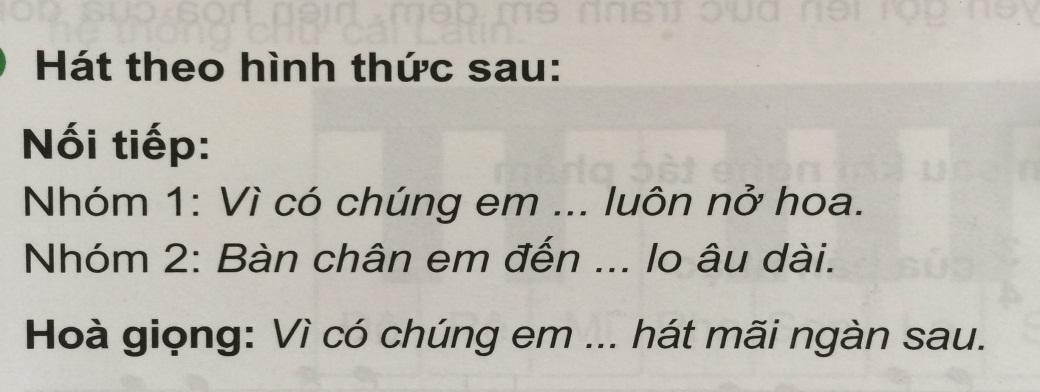 Hát theo hình thức sau:
Nối tiếp:
Nhóm 1: Vì có chúng em ... luôn nở hoa.
Nhóm 2: Bàn chân em đến ... lo âu dài.
Hoà giọng: Vì có chúng em ... hát mãi ngàn sau.